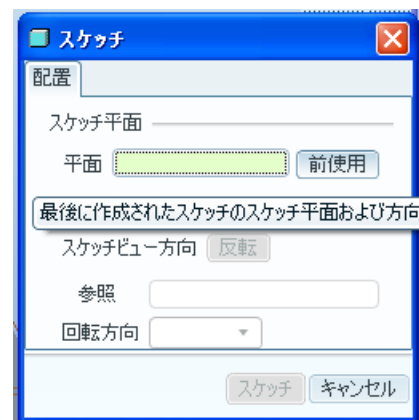 スケッチ
配置
スケッチ平面
平面 前使用
最後に作成されたスケッチのスケッチ平面および方向
スケッチビュー方向 反転
参照
回転方向
スケッチ キャンセル